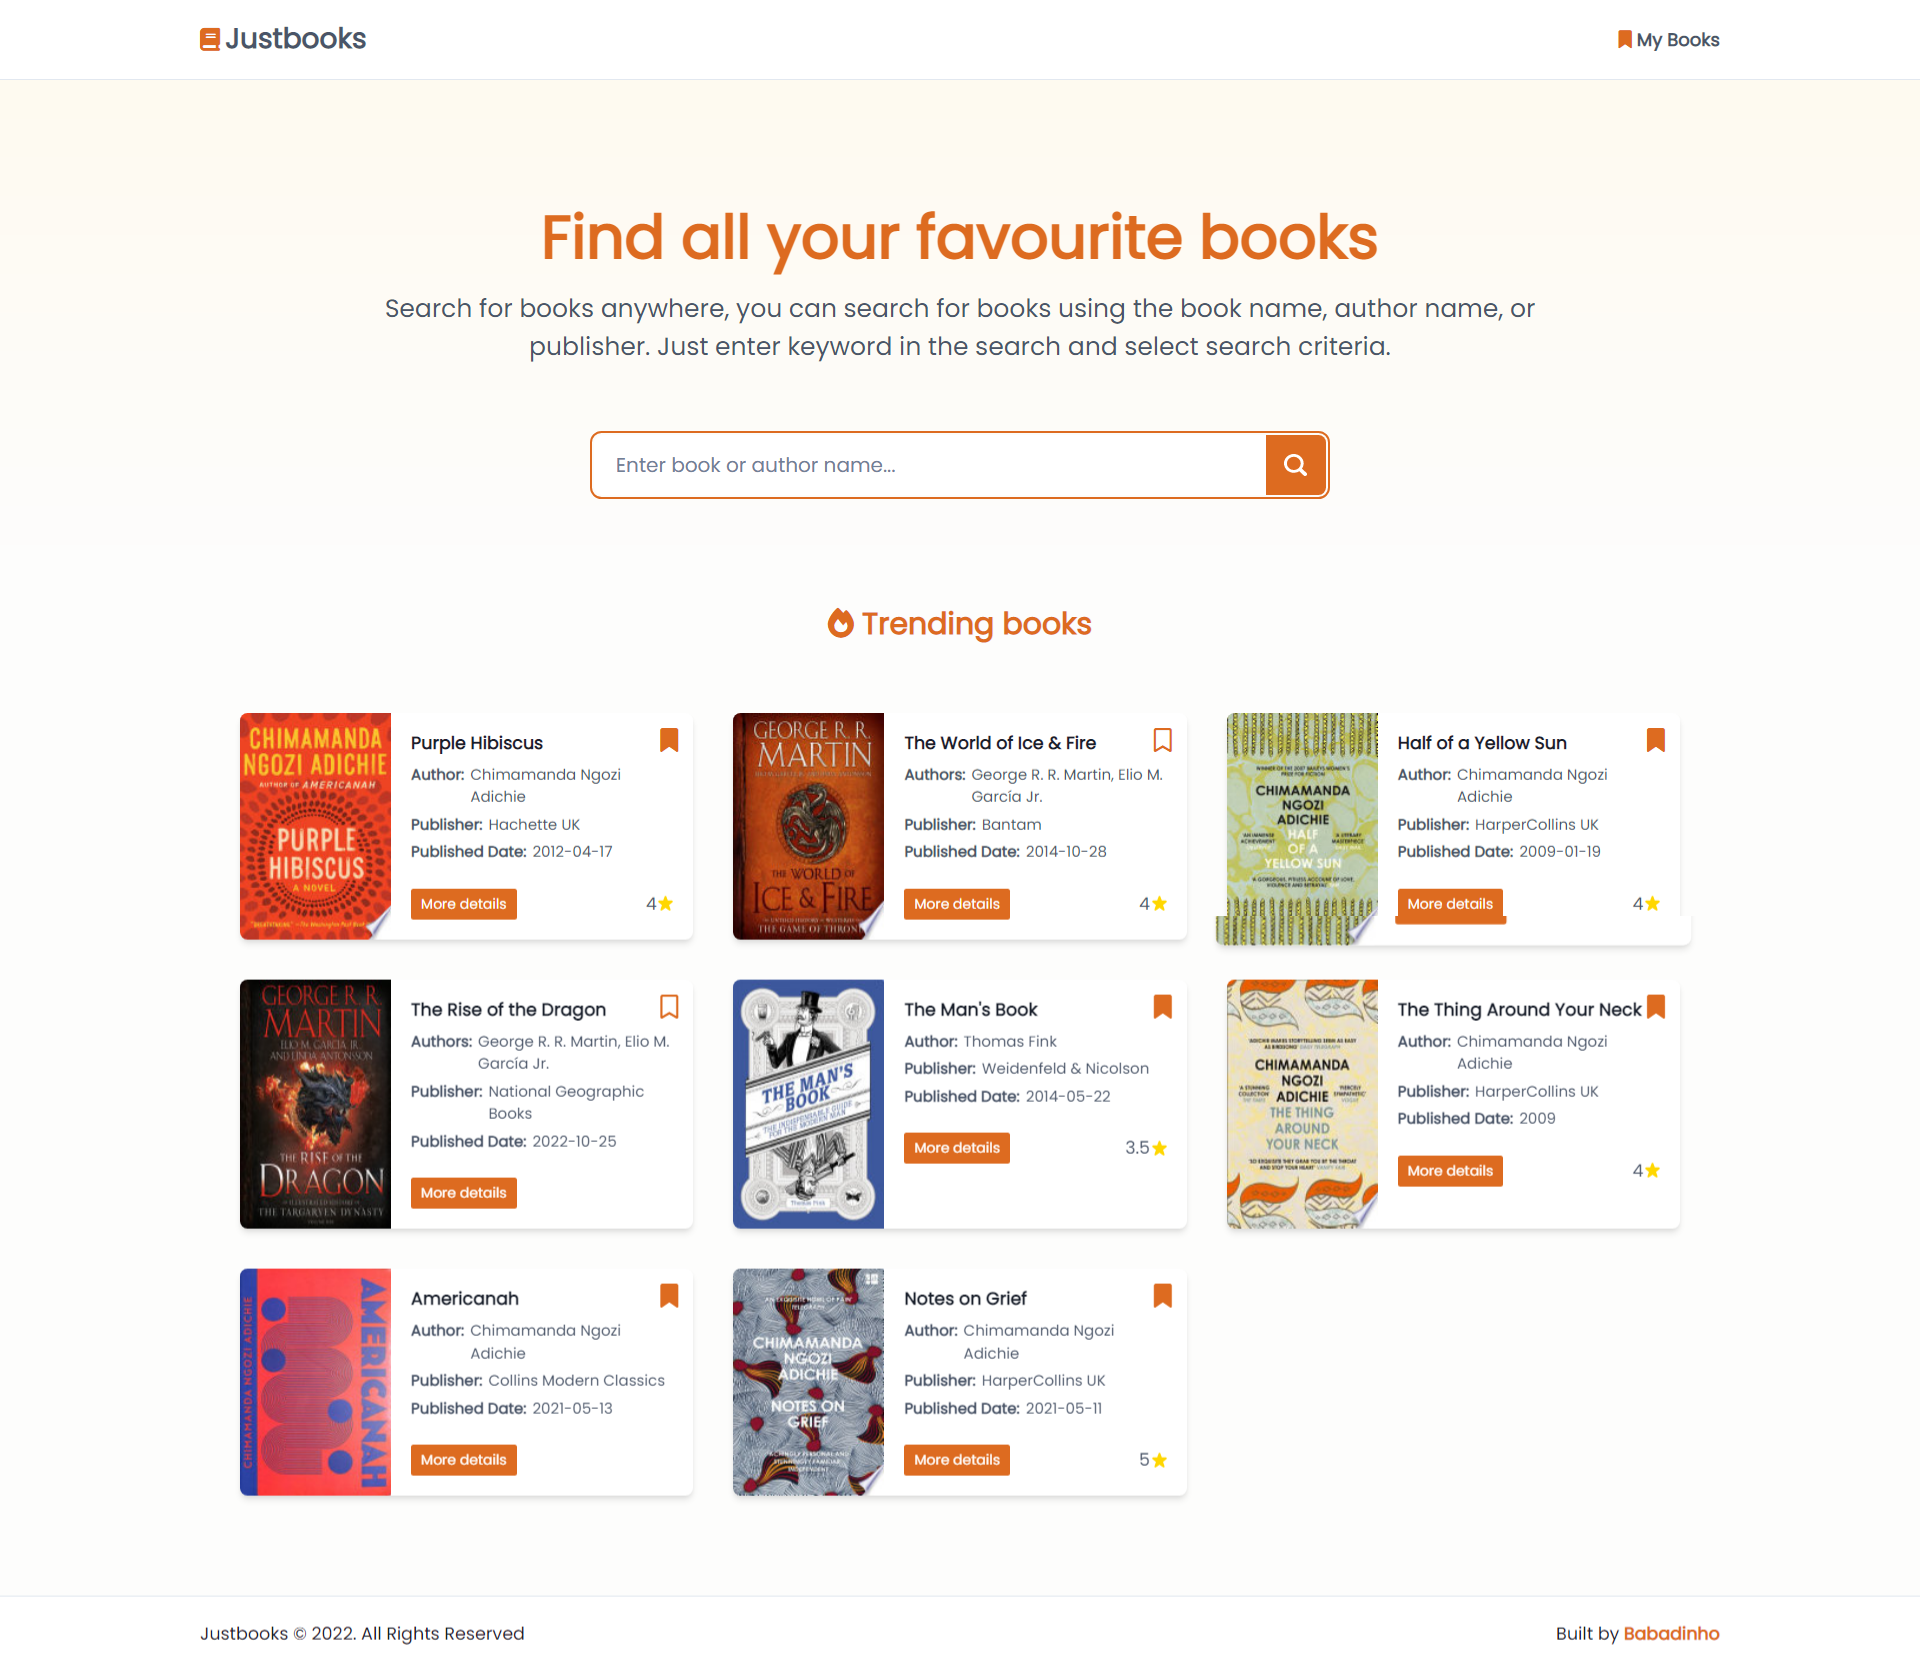 Justbooks
My Books
Find all your favourite books
Search for books anywhere, you can search for books using the book name, author name, or
publisher. Just enter keyword in the search and select search criteria.
Enter book or author name...
Trending books
CHIMAMANDA
NGOZI ADICHIE
AUTHOR OF AMERICANAH
PURPLE
HIBISCUS
A NOVEL
Purple Hibiscus
Author: Chimamanda Ngozi
Adichie
Publisher: Hachette UK
Published Date: 2012-04-17
More details
4
GEORGE R. R.
MARTIN
THE WORLD OF
ICE & FIRE
THE GAME OF THRON
The World of Ice & Fire
Authors: George R. R. Martin, Elio M.
García Jr.
Publisher: Bantam
Published Date: 2014-10-28
More details
4
CHIMAMANDA
NGOZI
ADICHIE
HALF
OF A
YELLOW SUN
Half of a Yellow Sun
Author: Chimamanda Ngozi
Adichie
Publisher: HarperCollins UK
Published Date: 2009-01-19
More details
4
GEORGE R. R.
MARTIN
ELIO M. GARCÍA JR.
AND LINDA ANTONSSON
THE RISE OF THE
DRAGON
THE TARGARYEN DYNASTY
The Rise of the Dragon
Authors: George R. R. Martin, Elio M.
García Jr.
Publisher: National Geographic
Books
Published Date: 2022-10-25
More details
THE MAN'S
BOOK
THE INDISPENSABLE GUIDE
FOR THE MODERN MAN
Thomas Fink
The Man's Book
Author: Thomas Fink
Publisher: Weidenfeld & Nicolson
Published Date: 2014-05-22
More details
3.5
CHIMAMANDA
NGOZI
ADICHIE
THE THING
AROUND
YOUR NECK
The Thing Around Your Neck
Author: Chimamanda Ngozi
Adichie
Publisher: HarperCollins UK
Published Date: 2009
More details
4
CHIMAMANDA NGOZI ADICHIE
AMERICANAH
Americanah
Author: Chimamanda Ngozi
Adichie
Publisher: Collins Modern Classics
Published Date: 2021-05-13
More details
CHIMAMANDA
NGOZI
ADICHIE
NOTES ON
GRIEF
Notes on Grief
Author: Chimamanda Ngozi
Adichie
Publisher: HarperCollins UK
Published Date: 2021-05-11
More details
5
Justbooks © 2022. All Rights Reserved
Built by Babadinho